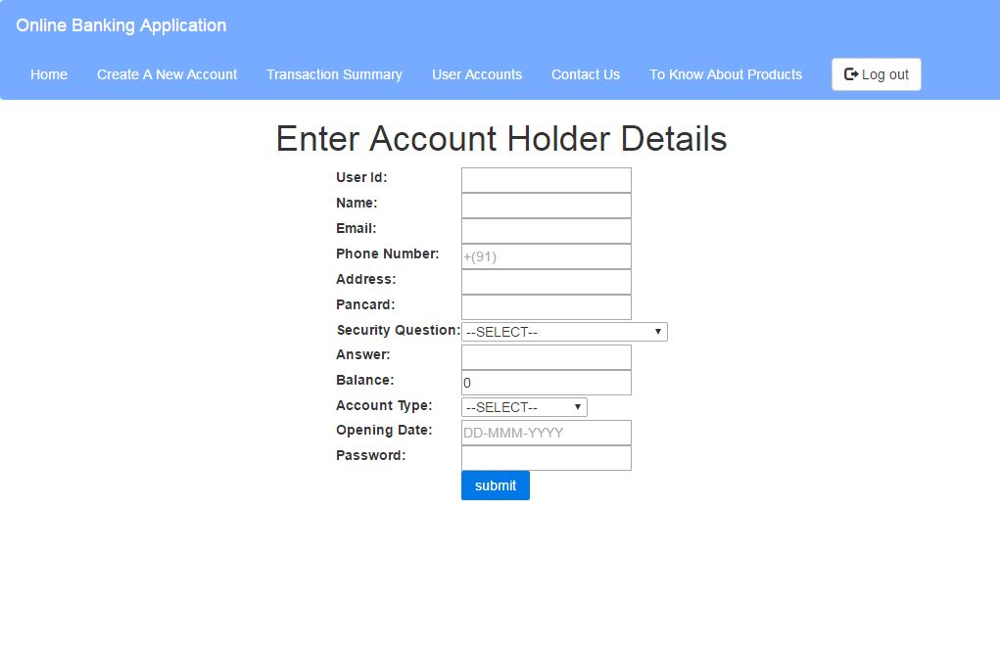 Online Banking Application
Home Create A New Account Transaction Summary User Accounts Contact Us To Know About Products Log out
Enter Account Holder Details
User Id:
Name:
Email:
Phone Number: +(91)
Address:
Pancard:
Security Question: --SELECT--
Answer:
Balance: 0
Account Type: --SELECT--
Opening Date: DD-MMM-YYYY
Password:
submit